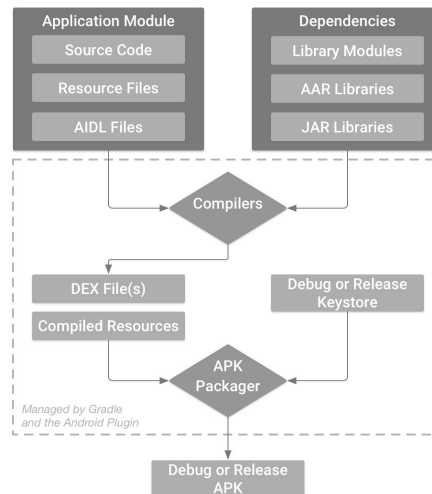 Application Module
Source Code
Resource Files
AIDL Files
Dependencies
Library Modules
AAR Libraries
JAR Libraries
Compilers
DEX File(s)
Compiled Resources
Debug or Release
Keystore
APK
Packager
Managed by Gradle
and the Android Plugin
Debug or Release
APK